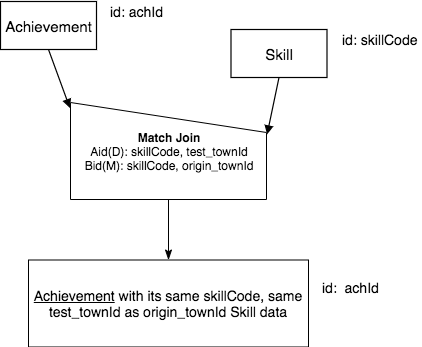 id: achId
Achievement
id: skillCode
Skill
Match Join
Aid(D): skillCode, test_townId
Bid(M): skillCode, origin_townId
Achievement with its same skillCode, same
test_townId as origin_townId Skill data
id: achId